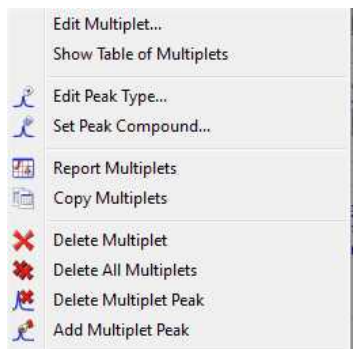 Edit Multiplet...
Show Table of Multiplets
Edit Peak Type...
Set Peak Compound...
Report Multiplets
Copy Multiplets
Delete Multiplet
Delete All Multiplets
Delete Multiplet Peak
Add Multiplet Peak